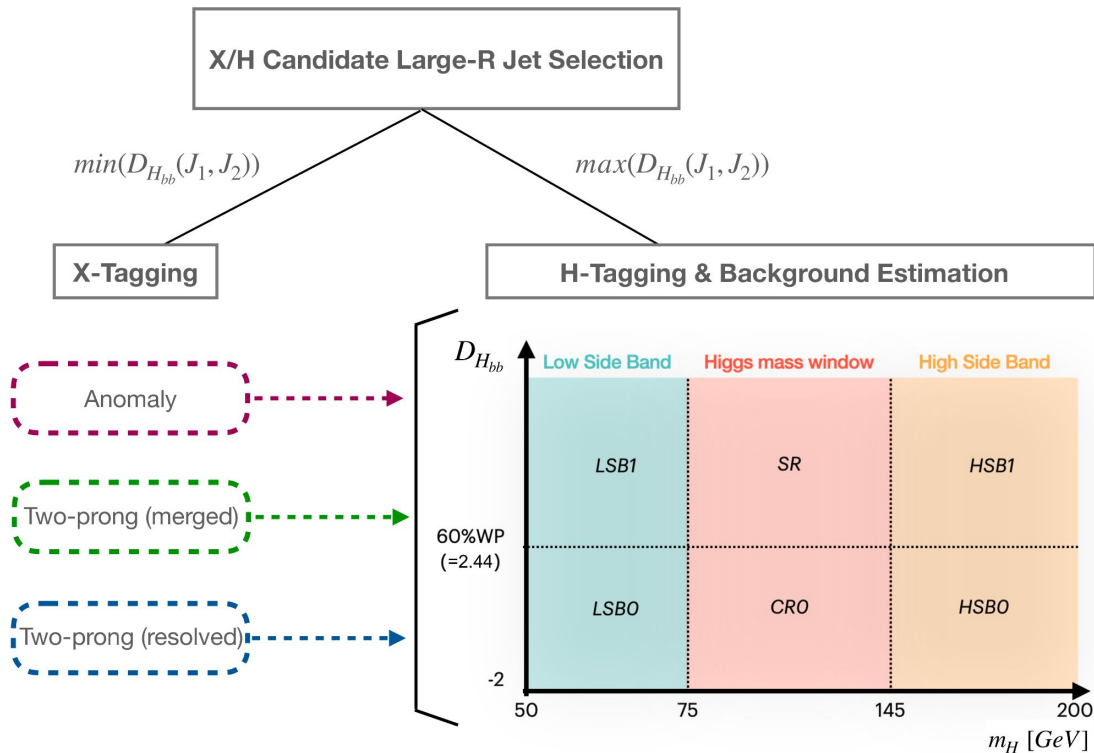 X/H Candidate Large-R Jet Selection
min(D_{H_{bb}}(J_1, J_2))
max(D_{H_{bb}}(J_1, J_2))
X-Tagging
H-Tagging & Background Estimation
Anomaly
Two-prong (merged)
Two-prong (resolved)
D_{H_{bb}}
Low Side Band
Higgs mass window
High Side Band
LSB1
SR
HSB1
60%WP
(=2.44)
LSB0
CR0
HSB0
-2
50
75
145
200
m_H [GeV]